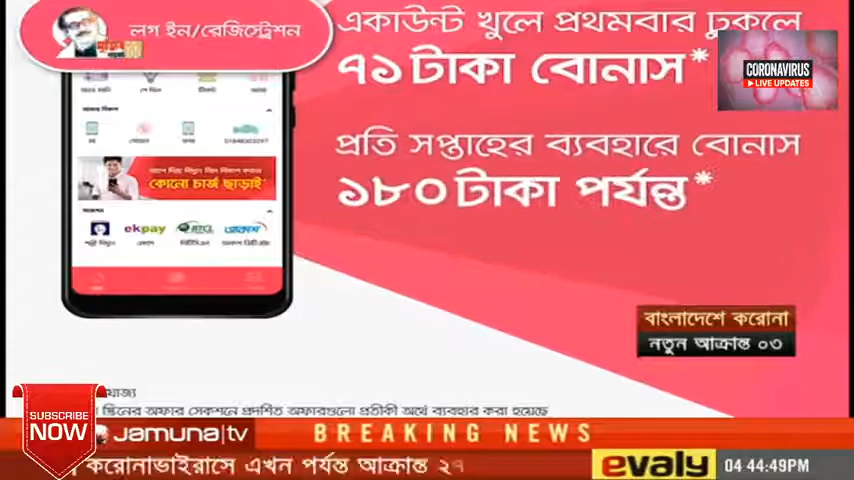 লগ ইন/রেজিস্ট্রেশন
একাউন্ট খুলে প্রথমবার ঢুকলে
৭১ টাকা বোনাস*
CORONAVIRUS
LIVE UPDATES
প্রতি সপ্তাহের ব্যবহারে বোনাস
১৮০ টাকা পর্যন্ত*
কোনো চার্জ ছাড়াই
ekpay
বাংলাদেশে করোনা
নতুন আক্রান্ত ০৩
স্ক্রিনের অফার সেকশনে প্রদর্শিত অফারগুলো প্রতীকী অর্থে ব্যবহার করা হয়েছে
SUBSCRIBE
NOW
Jamuna|tv
BREAKING NEWS
করোনাভাইরাসে এখন পর্যন্ত আক্রান্ত ২৭
evaly
04 44:49PM